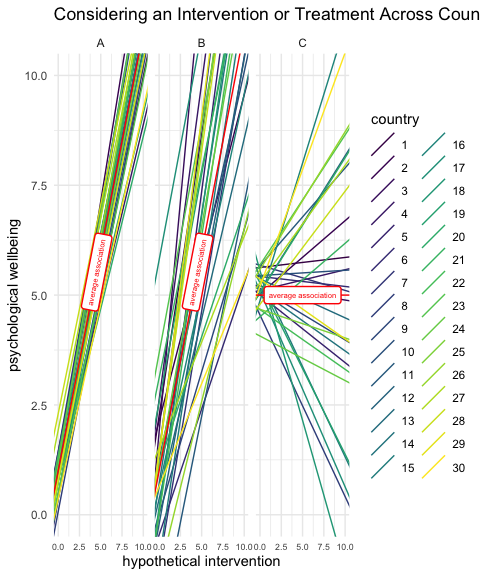 Considering an Intervention or Treatment Across Coun
A B C
psychological wellbeing
10.0
7.5
5.0
2.5
0.0
average association
average association
average association
0.0 2.5 5.0 7.5 10.0 0.0 2.5 5.0 7.5 10.0 0.0 2.5 5.0 7.5 10.0
hypothetical intervention
country
1 16
2 17
3 18
4 19
5 20
6 21
7 22
8 23
9 24
10 25
11 26
12 27
13 28
14 29
15 30